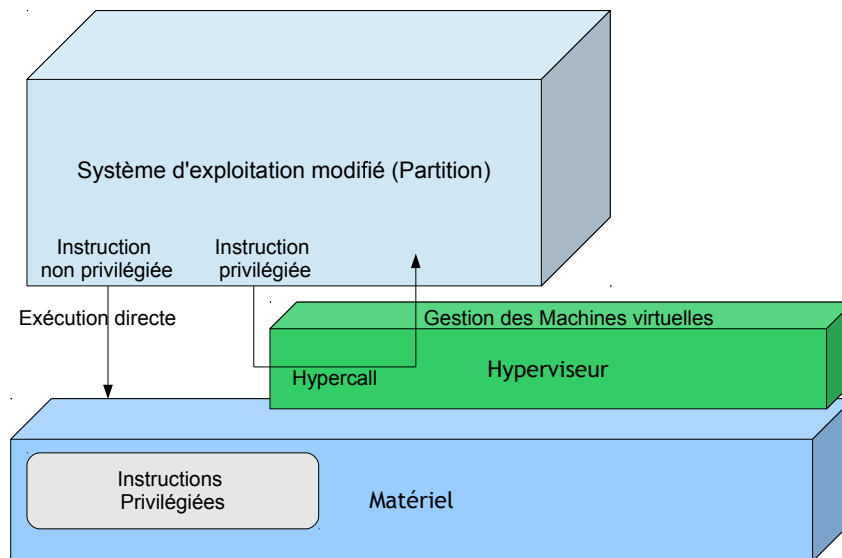 Système d'exploitation modifié (Partition)
Instruction
non privilégiée
Instruction
privilégiée
Exécution directe
Gestion des Machines virtuelles
Hypercall
Hyperviseur
Instructions
Privilégiées
Matériel